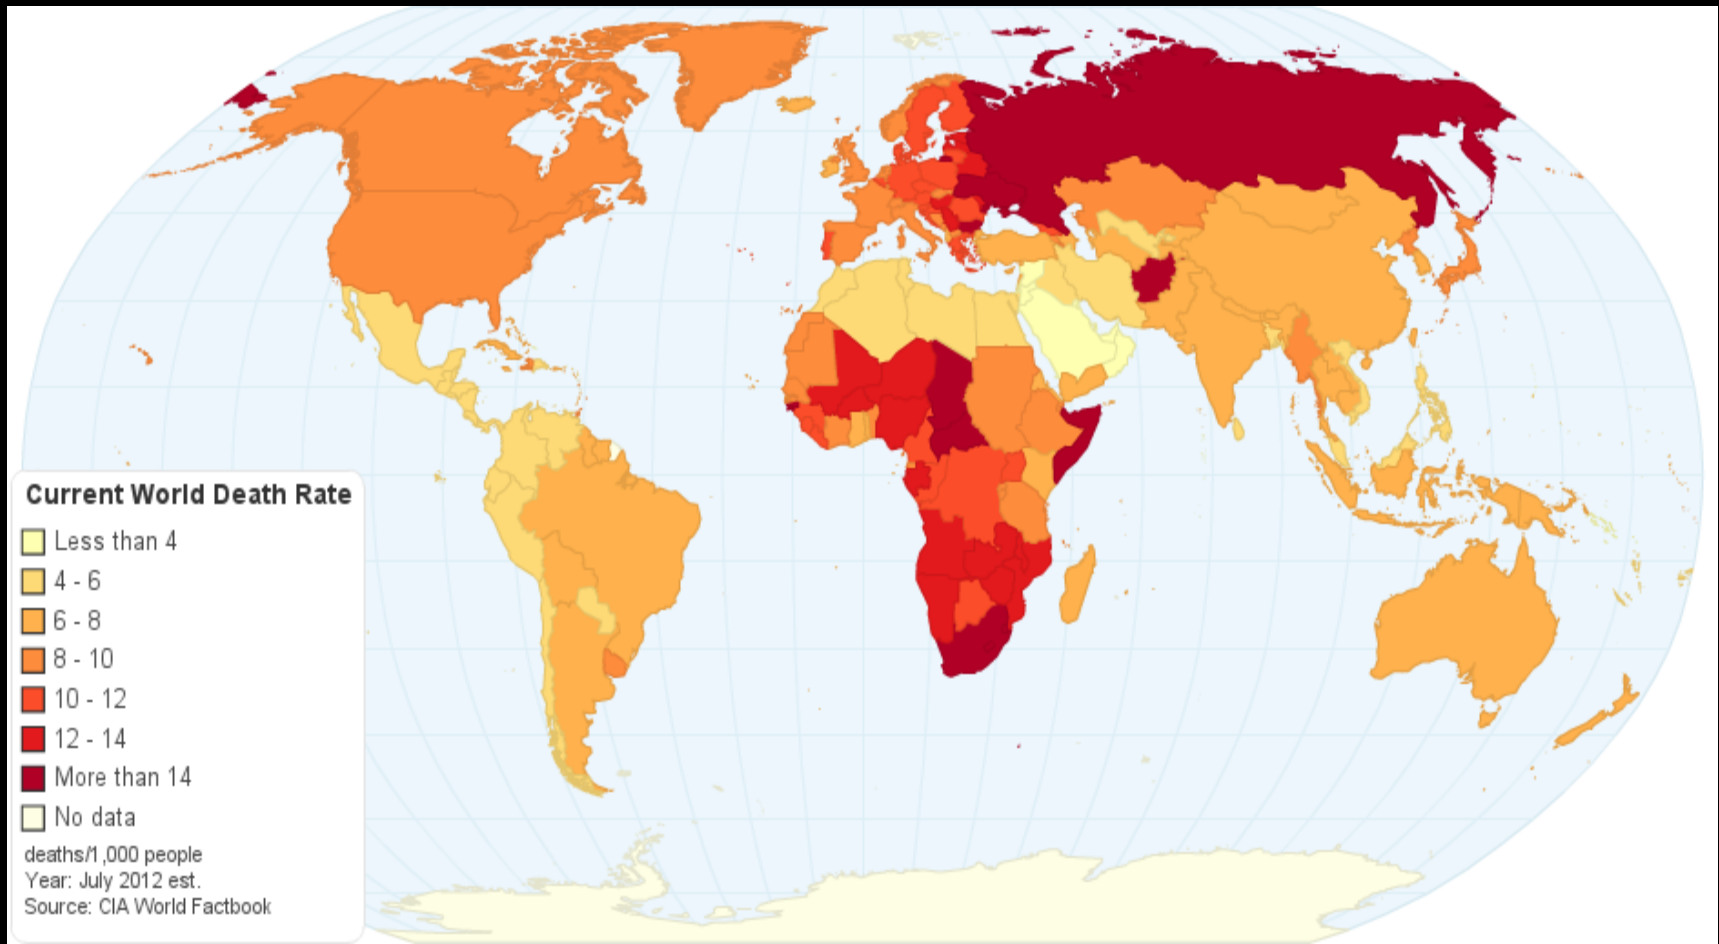 Current World Death Rate
Less than 4
4 - 6
6 - 8
8 - 10
10 - 12
12 - 14
More than 14
No data
deaths/1,000 people
Year: July 2012 est.
Source: CIA World Factbook